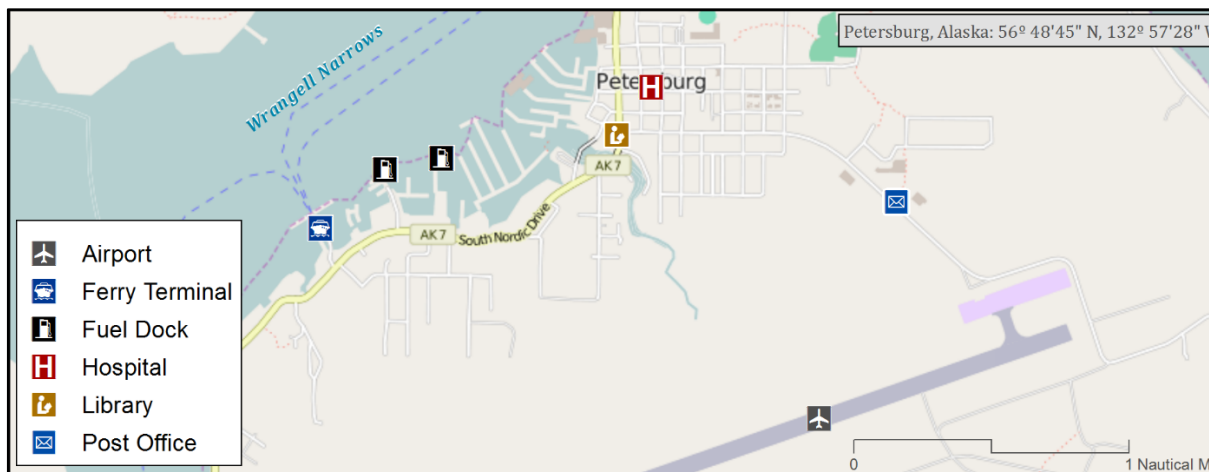 Petersburg, Alaska: 56º 48'45" N, 132º 57'28" W
Wrangell Narrows
Petersburg
AK 7
AK 7
South Nordic Drive
Airport
Ferry Terminal
Fuel Dock
H Hospital
Library
Post Office
0 1 Nautical M